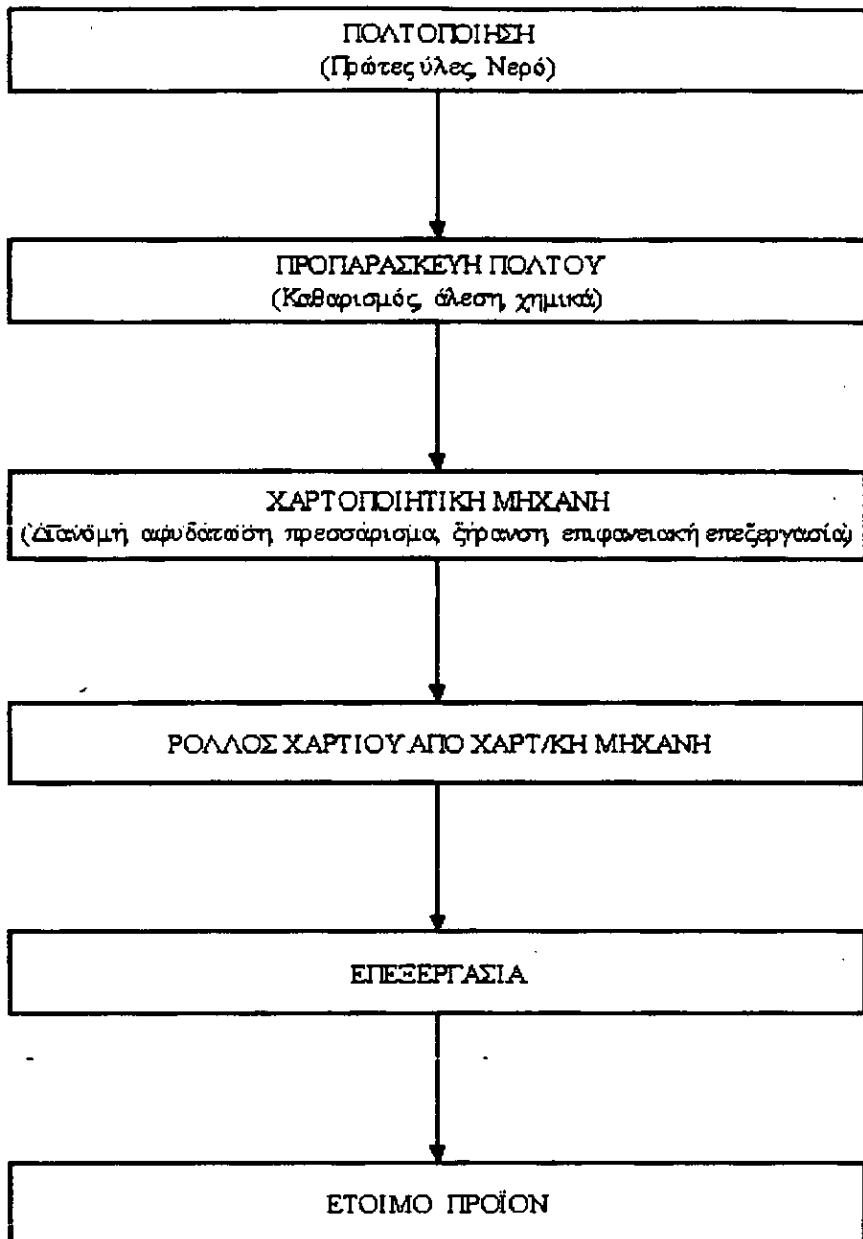 ΠΟΛΤΟΠΟΙΗΣΗ
(Πρώτες ύλες, Νερό)
ΠΡΟΠΑΡΑΣΚΕΥΗ ΠΟΛΤΟΥ
(Καθαρισμός, άλεση, χημικά)
ΧΑΡΤΟΠΟΙΗΤΙΚΗ ΜΗΧΑΝΗ
(Διανομή, αφυδάτωση, πρεσσάρισμα, ξήρανση, επιφανειακή επεξεργασία)
ΡΟΛΛΟΣ ΧΑΡΤΙΟΥ ΑΠΟ ΧΑΡΤ/ΚΗ ΜΗΧΑΝΗ
ΕΠΕΞΕΡΓΑΣΙΑ
ΕΤΟΙΜΟ ΠΡΟΪΟΝ